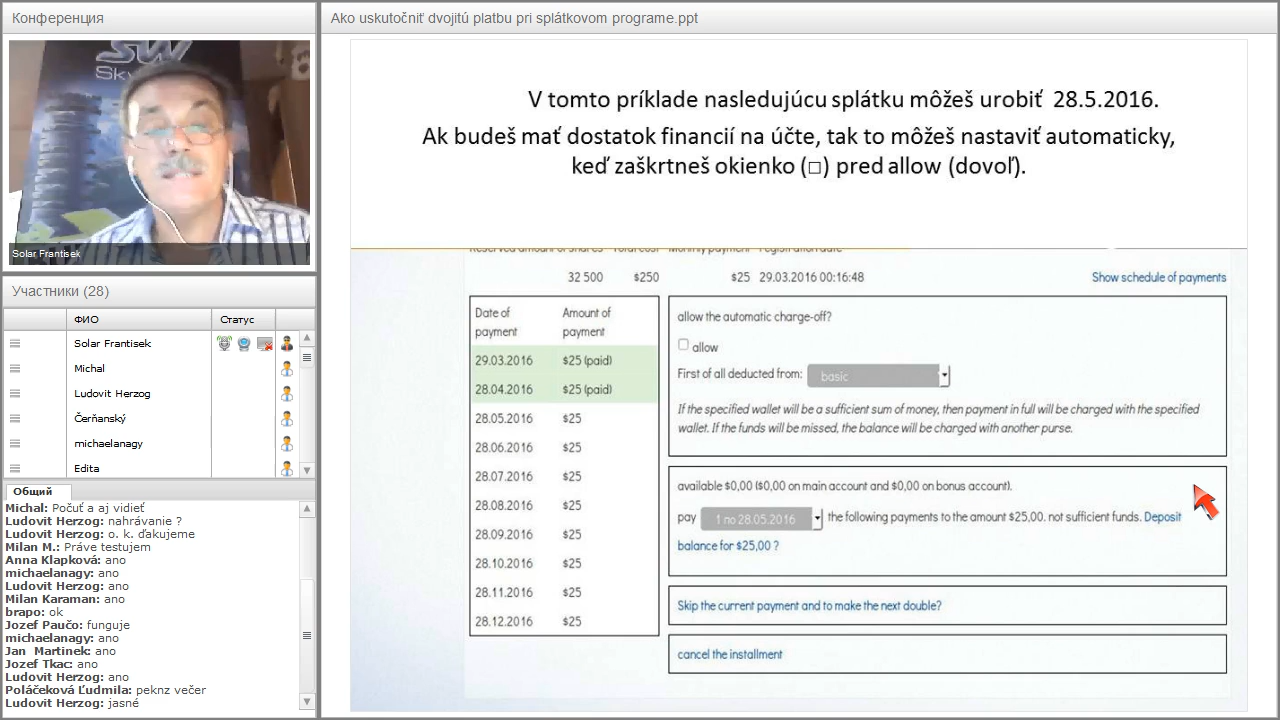 Конференция
SW
Sky
Solar Frantisek
Участники (28)
ФИО Статус
Solar Frantisek
Michal
Ludovit Herzog
Čerňanský
michaelanagy
Edita
Общий
Michal: Počuť a aj vidieť
Ludovit Herzog: nahrávanie ?
Ludovit Herzog: o. k. ďakujeme
Milan M.: Práve testujem
Anna Klapková: ano
michaelanagy: ano
Ludovit Herzog: ano
Milan Karaman: ano
brapo: ok
Jozef Paučo: funguje
michaelanagy: ano
Jan Martinek: ano
Jozef Tkac: ano
Ludovit Herzog: ano
Poláčeková Ľudmila: peknz večer
Ludovit Herzog: jasné
Ako uskutočniť dvojitú platbu pri splátkovom programe.ppt
V tomto príklade nasledujúcu splátku môžeš urobiť 28.5.2016.
Ak budeš mať dostatok financií na účte, tak to môžeš nastaviť automaticky,
keď zaškrtneš okienko (□) pred allow (dovoľ).
Reserved amount of shares Total cost Monthly payment registration date
32 500 $250 $25 29.03.2016 00:16:48 Show schedule of payments
Date of payment
Amount of payment
29.03.2016 $25 (paid)
28.04.2016 $25 (paid)
28.05.2016 $25
28.06.2016 $25
28.07.2016 $25
28.08.2016 $25
28.09.2016 $25
28.10.2016 $25
28.11.2016 $25
28.12.2016 $25
allow the automatic charge-off?
allow
First of all deducted from: basic
If the specified wallet will be a sufficient sum of money, then payment in full will be charged with the specified
wallet. If the funds will be missed, the balance will be charged with another purse.
available $0,00 ($0,00 on main account and $0,00 on bonus account).
pay 1 no 28.05.2016 the following payments to the amount $25,00. not sufficient funds. Deposit
balance for $25,00 ?
Skip the current payment and to make the next double?
cancel the installment